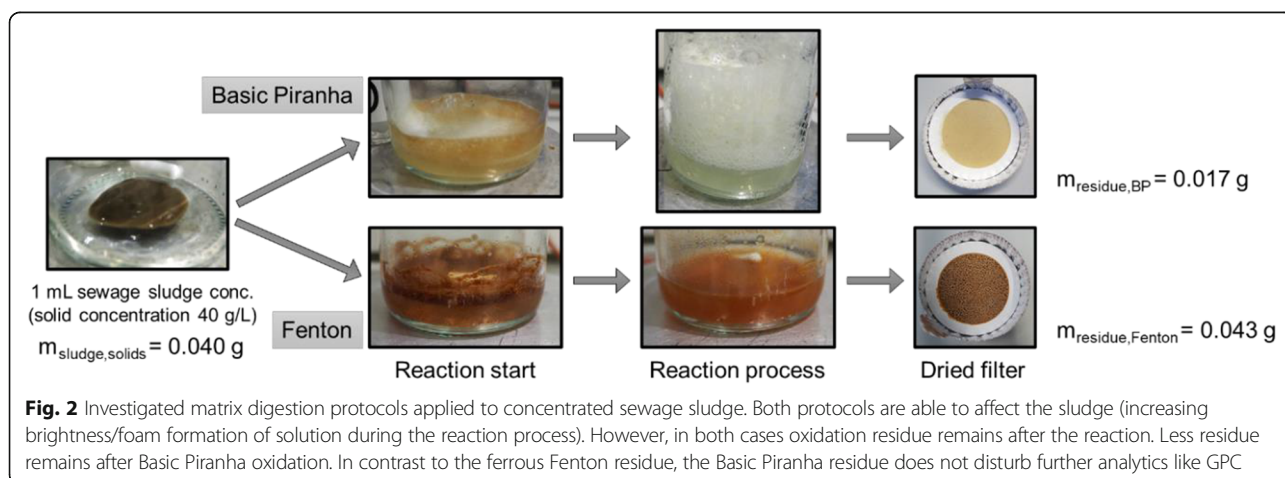 Basic Piranha
m_residue,BP = 0.017 g
1 mL sewage sludge conc.
(solid concentration 40 g/L)
m_sludge,solids = 0.040 g
Fenton
m_residue,Fenton = 0.043 g
Reaction start
Reaction process
Dried filter
Fig. 2 Investigated matrix digestion protocols applied to concentrated sewage sludge. Both protocols are able to affect the sludge (increasing
brightness/foam formation of solution during the reaction process). However, in both cases oxidation residue remains after the reaction. Less residue
remains after Basic Piranha oxidation. In contrast to the ferrous Fenton residue, the Basic Piranha residue does not disturb further analytics like GPC